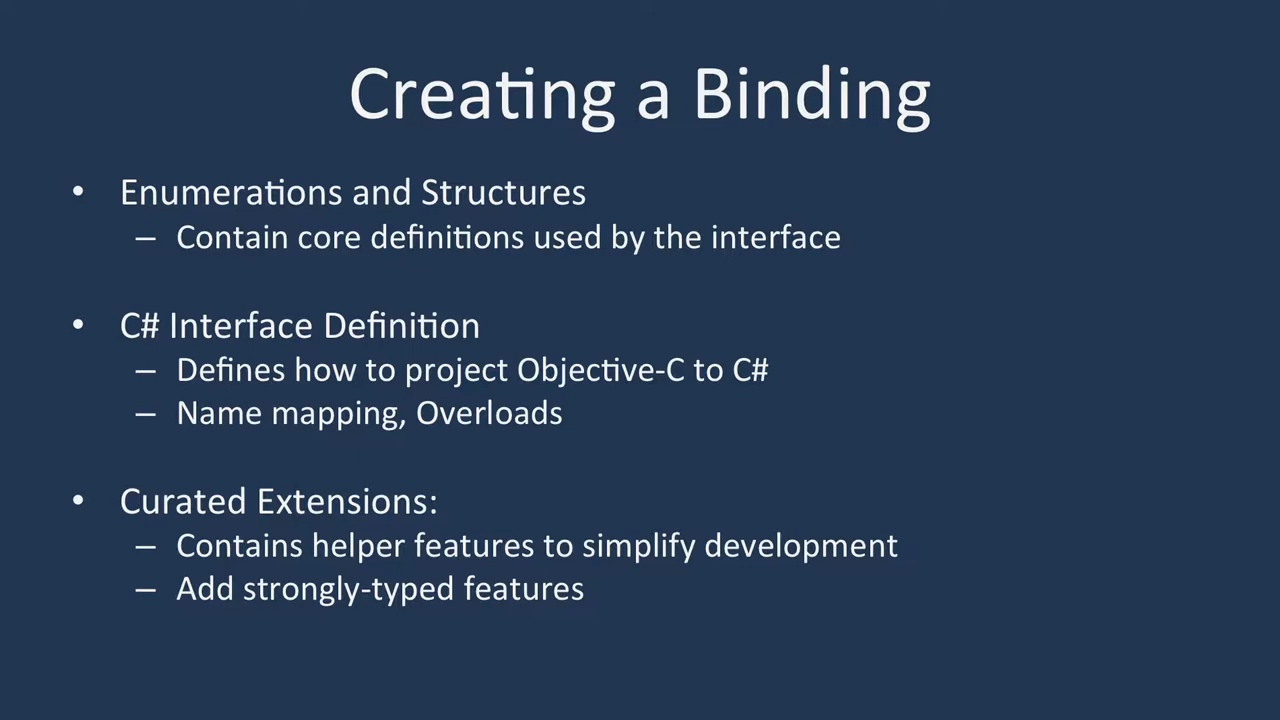 Creating a Binding
• Enumerations and Structures
– Contain core definitions used by the interface
• C# Interface Definition
– Defines how to project Objective-C to C#
– Name mapping, Overloads
• Curated Extensions:
– Contains helper features to simplify development
– Add strongly-typed features